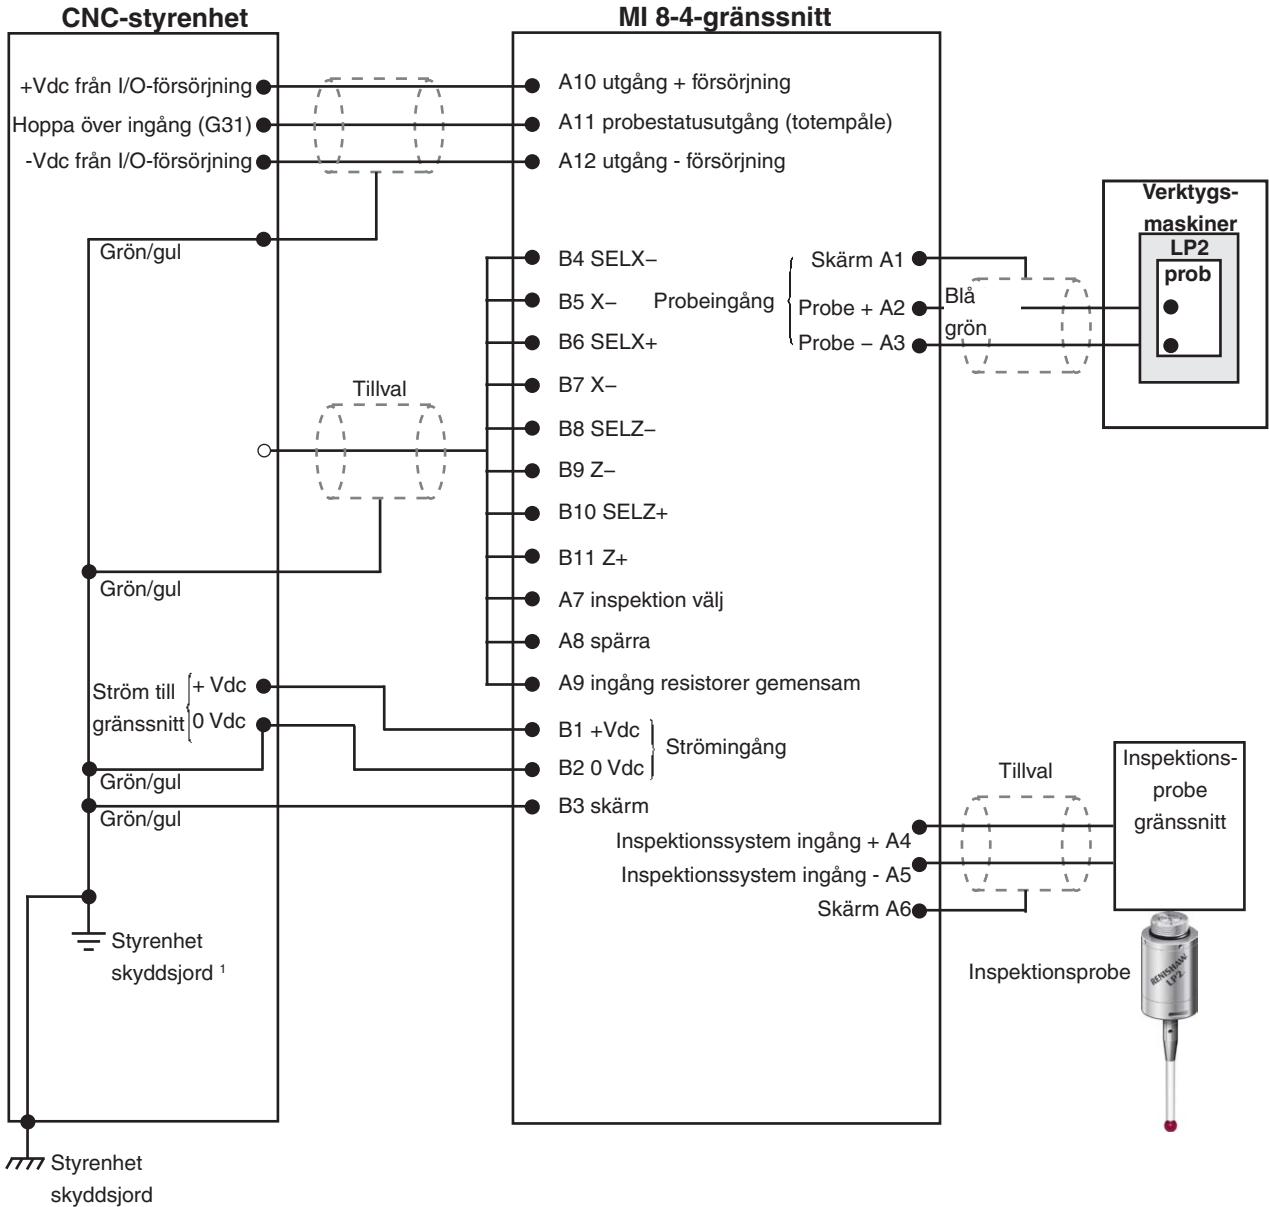 CNC-styrenhet
MI 8-4-gränssnitt
+Vdc från I/O-försörjning
Hoppa över ingång (G31)
-Vdc från I/O-försörjning
Grön/gul
A10 utgång + försörjning
A11 probestatusutgång (totempåle)
A12 utgång - försörjning
B4 SELX–
B5 X–
B6 SELX+
B7 X–
B8 SELZ–
B9 Z–
B10 SELZ+
B11 Z+
A7 inspektion välj
A8 spärra
A9 ingång resistorer gemensam
Probeingång
Skärm A1
Probe + A2
Probe – A3
Blå
grön
Verktygs-
maskiner
LP2
prob
Tillval
Grön/gul
Ström till
gränssnitt
+ Vdc
0 Vdc
Grön/gul
Grön/gul
B1 +Vdc
B2 0 Vdc
Strömingång
B3 skärm
Inspektionssystem ingång + A4
Inspektionssystem ingång - A5
Skärm A6
Tillval
Inspektions-
probe
gränssnitt
Inspektionsprobe
RENISHAW
LP2
Styrenhet
skyddsjord 1
Styrenhet
skyddsjord